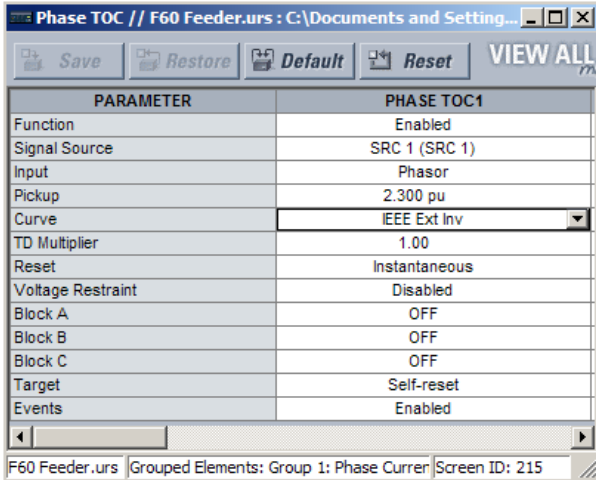 Phase TOC // F60 Feeder.urs : C:\Documents and Setting...
Save Restore Default Reset VIEW ALL
PARAMETER PHASE TOC1
Function Enabled
Signal Source SRC 1 (SRC 1)
Input Phasor
Pickup 2.300 pu
Curve IEEE Ext Inv
TD Multiplier 1.00
Reset Instantaneous
Voltage Restraint Disabled
Block A OFF
Block B OFF
Block C OFF
Target Self-reset
Events Enabled
F60 Feeder.urs Grouped Elements: Group 1: Phase Curren Screen ID: 215